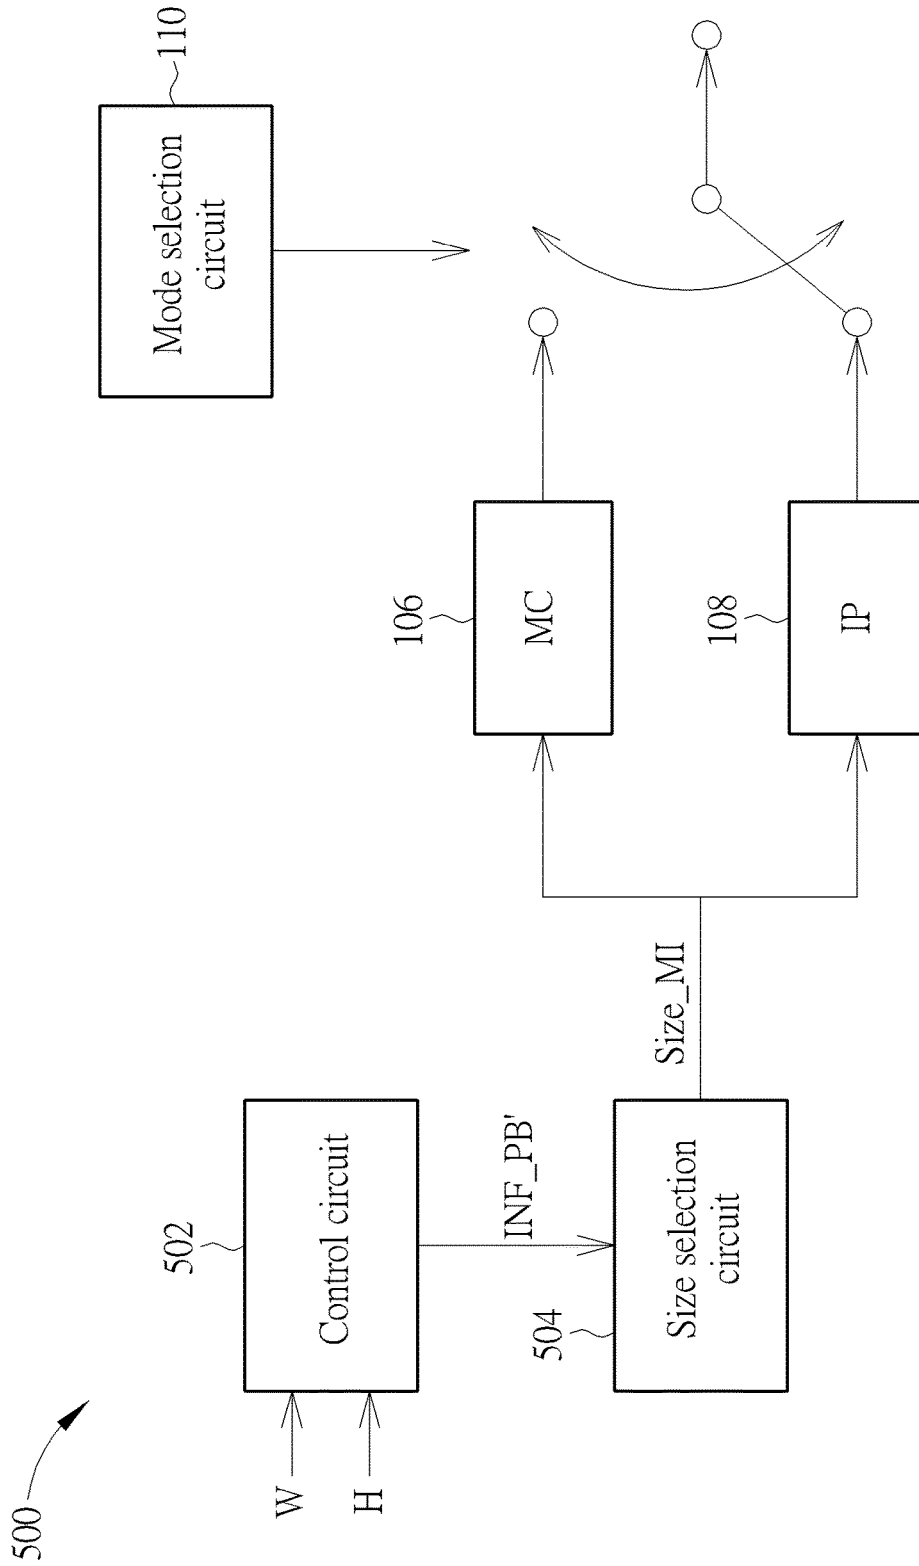 500
W
H
502
Control circuit
INF_PB'
504
Size selection
circuit
Size_MI
106
MC
108
IP
110
Mode selection
circuit